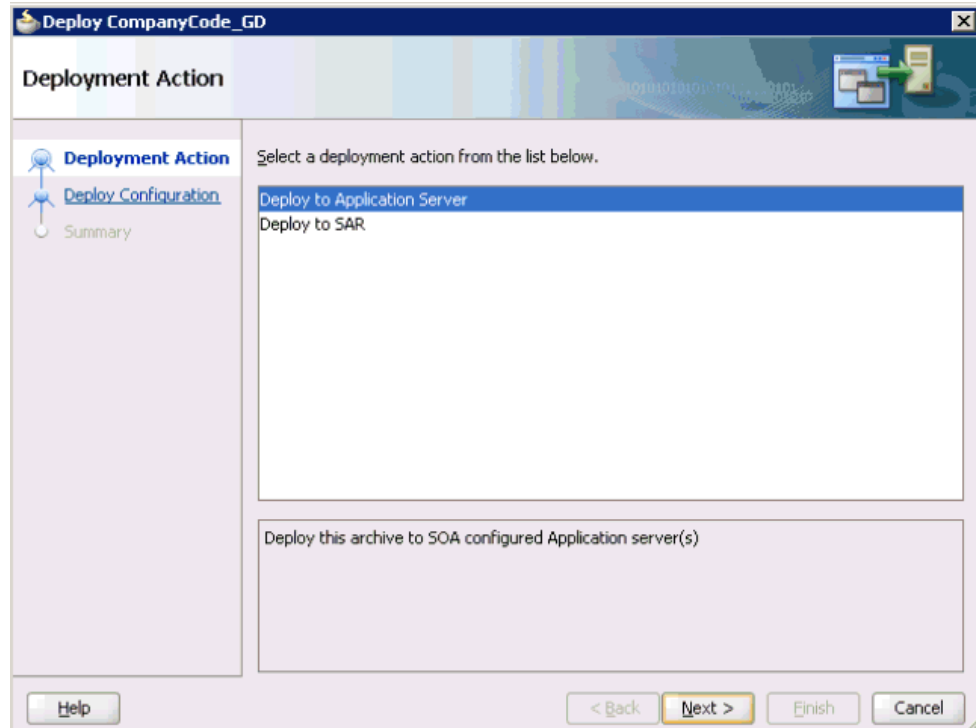 Deploy CompanyCode_GD
Deployment Action
Deployment Action
Deploy Configuration
Summary
Select a deployment action from the list below.
Deploy to Application Server
Deploy to SAR
Deploy this archive to SOA configured Application server(s)
Help
< Back
Next >
Finish
Cancel